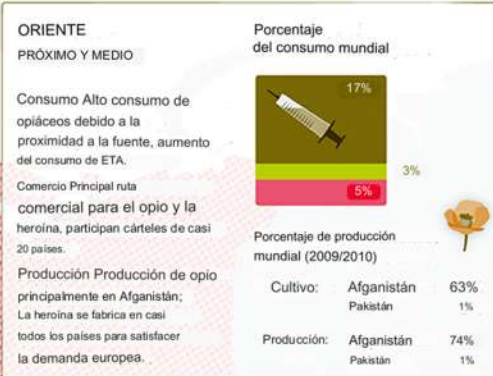 ORIENTE
PRÓXIMO Y MEDIO
Consumo Alto consumo de
opiáceos debido a la
proximidad a la fuente, aumento
del consumo de ETA.
Comercio Principal ruta
comercial para el opio y la
heroína, participan cárteles de casi
20 países.
Producción Producción de opio
principalmente en Afganistán;
La heroína se fabrica en casi
todos los países para satisfacer
la demanda europea.
Porcentaje
del consumo mundial
17%
3%
5%
Porcentaje de producción
mundial (2009/2010)
Cultivo: Afganistán 63%
Pakistán 1%
Producción: Afganistán 74%
Pakistán 1%